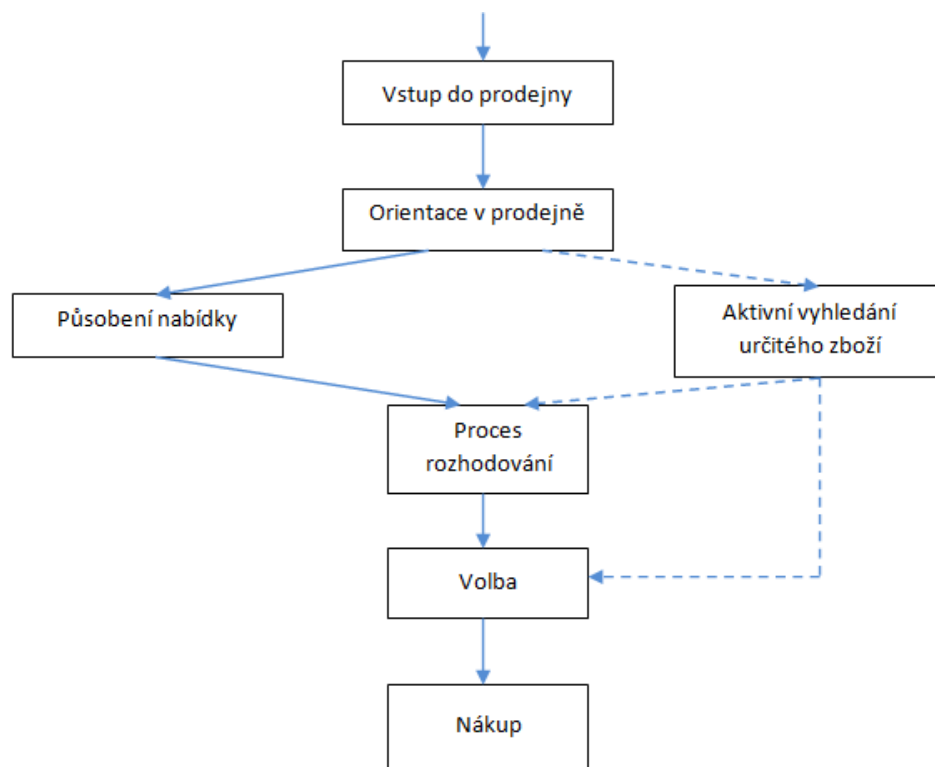 Vstup do prodejny
Orientace v prodejně
Působení nabídky
Aktivní vyhledání
určitého zboží
Proces
rozhodování
Volba
Nákup